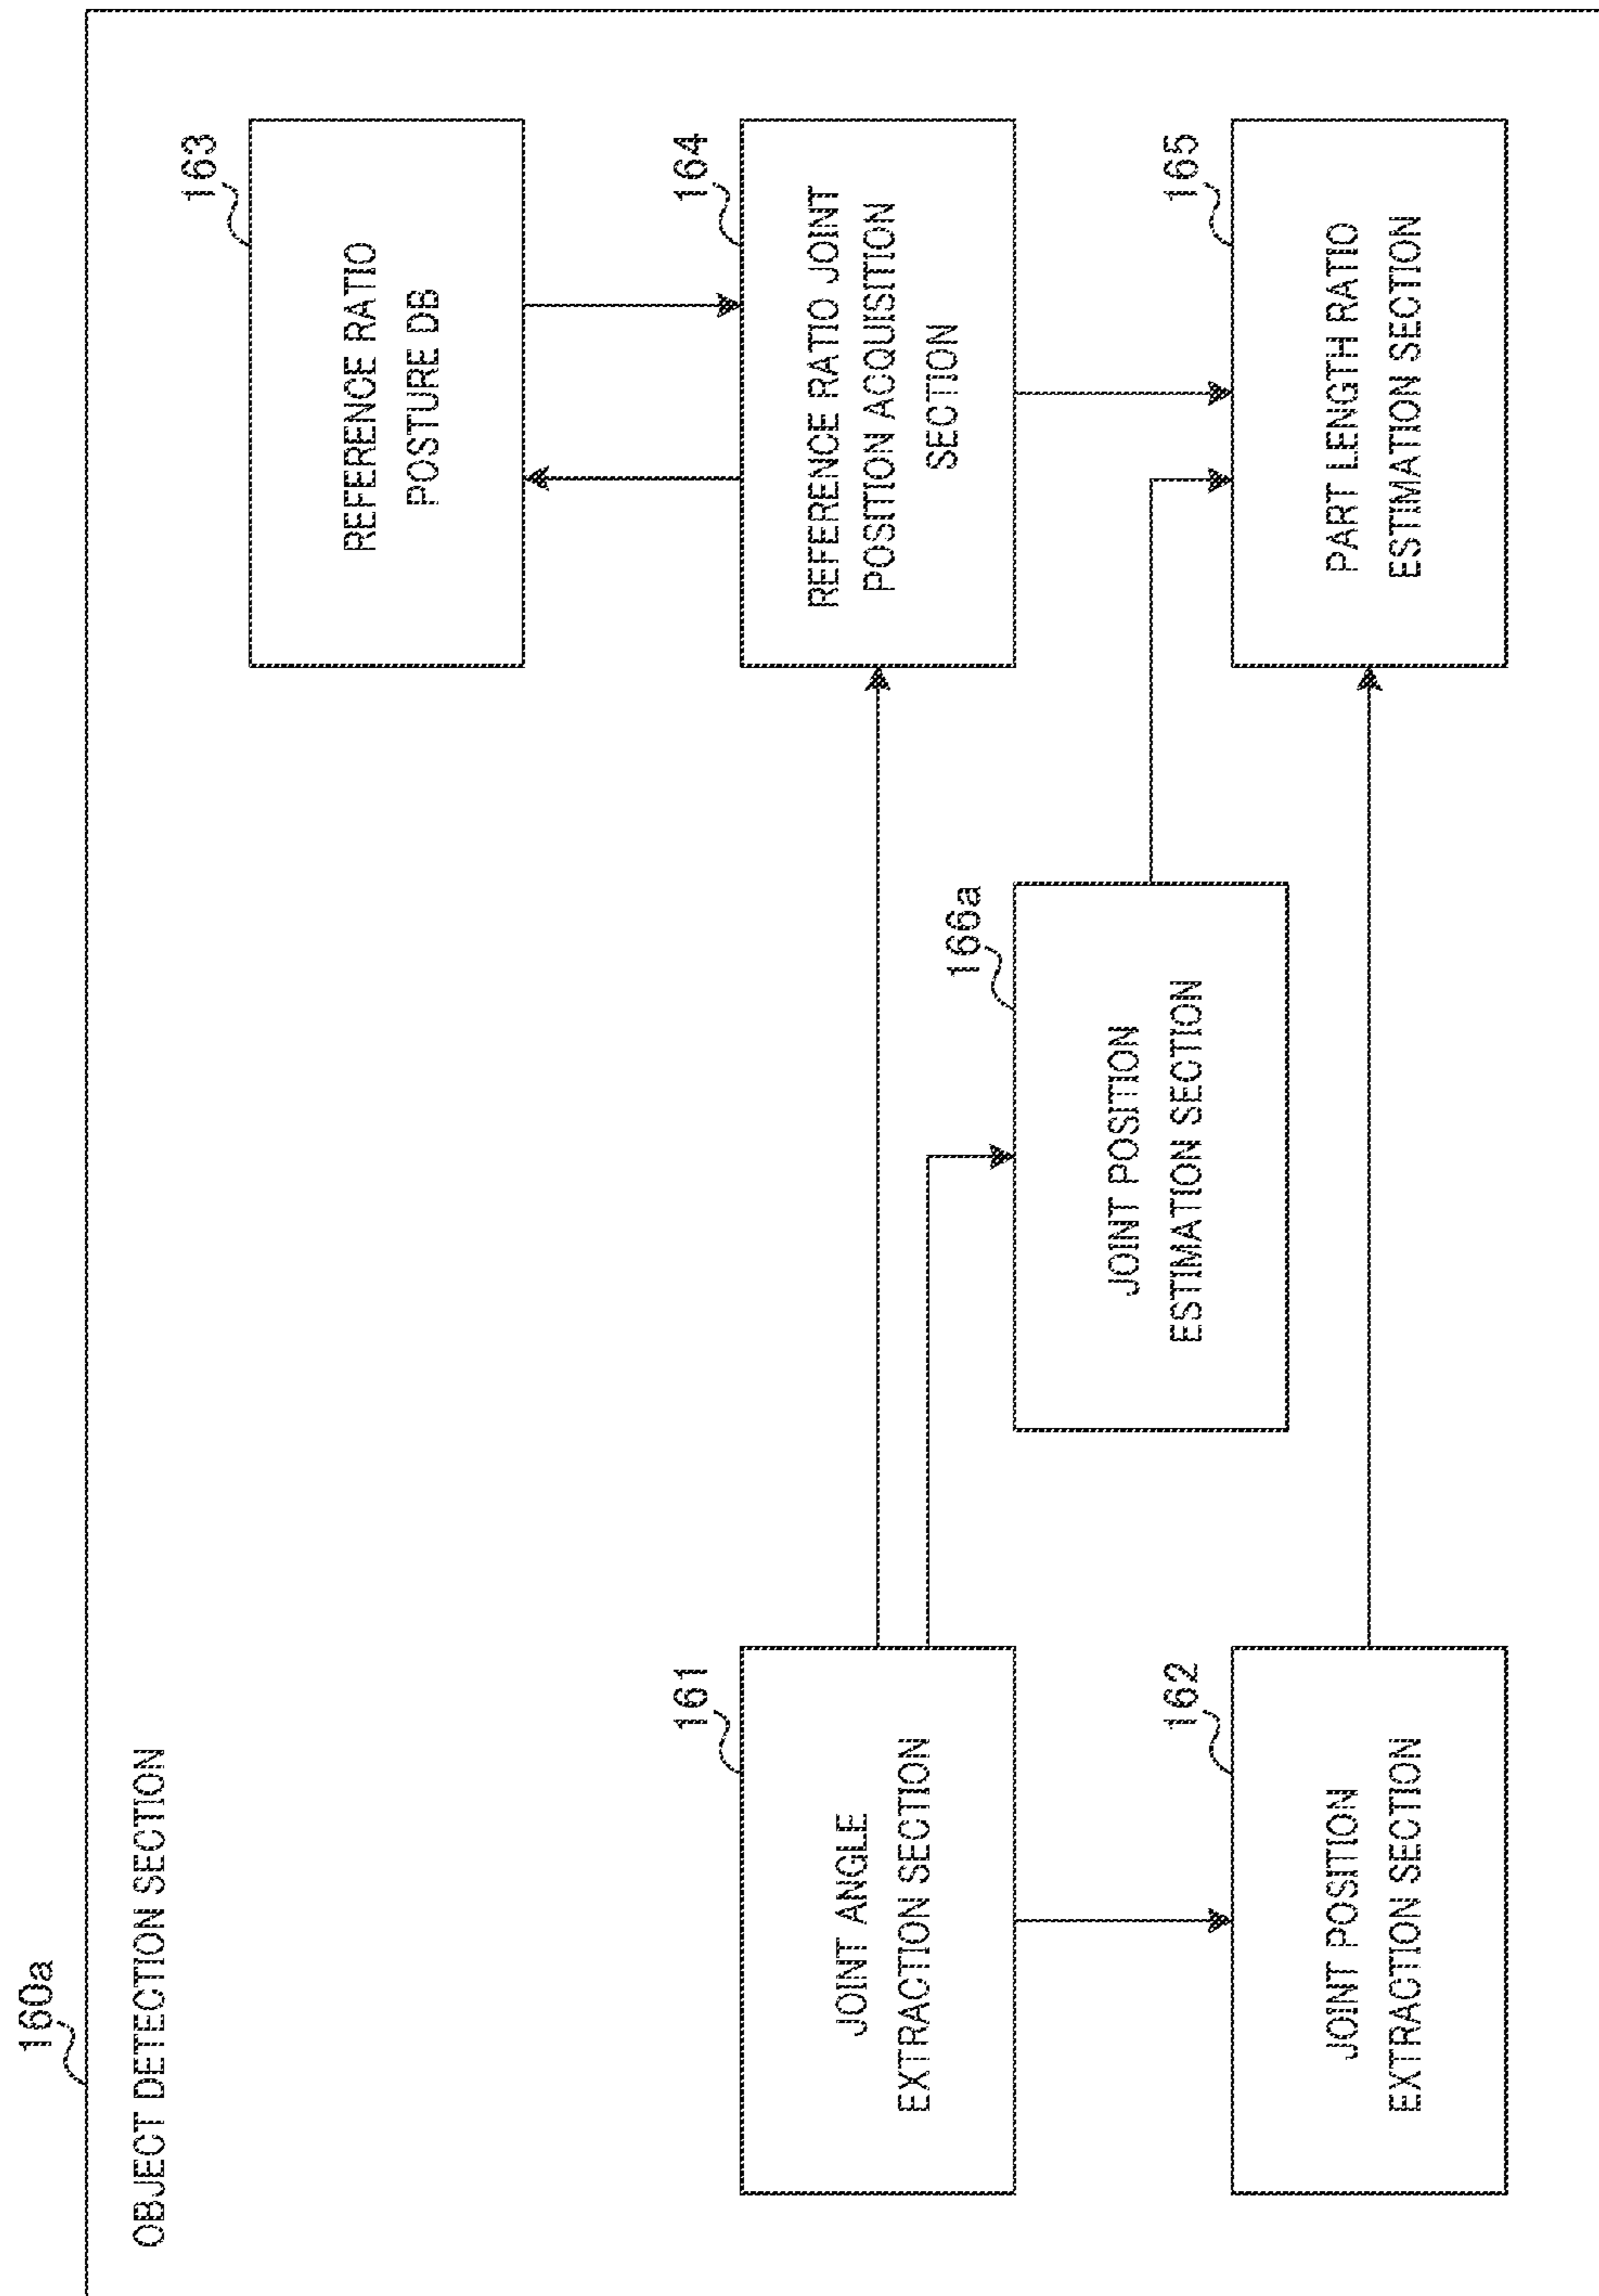 160a
OBJECT DETECTION SECTION
163
REFERENCE RATIO
POSTURE DB
161
JOINT ANGLE
EXTRACTION SECTION
164
REFERENCE RATIO JOINT
POSITION ACQUISITION
SECTION
166a
JOINT POSITION
ESTIMATION SECTION
162
JOINT POSITION
EXTRACTION SECTION
165
PART LENGTH RATIO
ESTIMATION SECTION